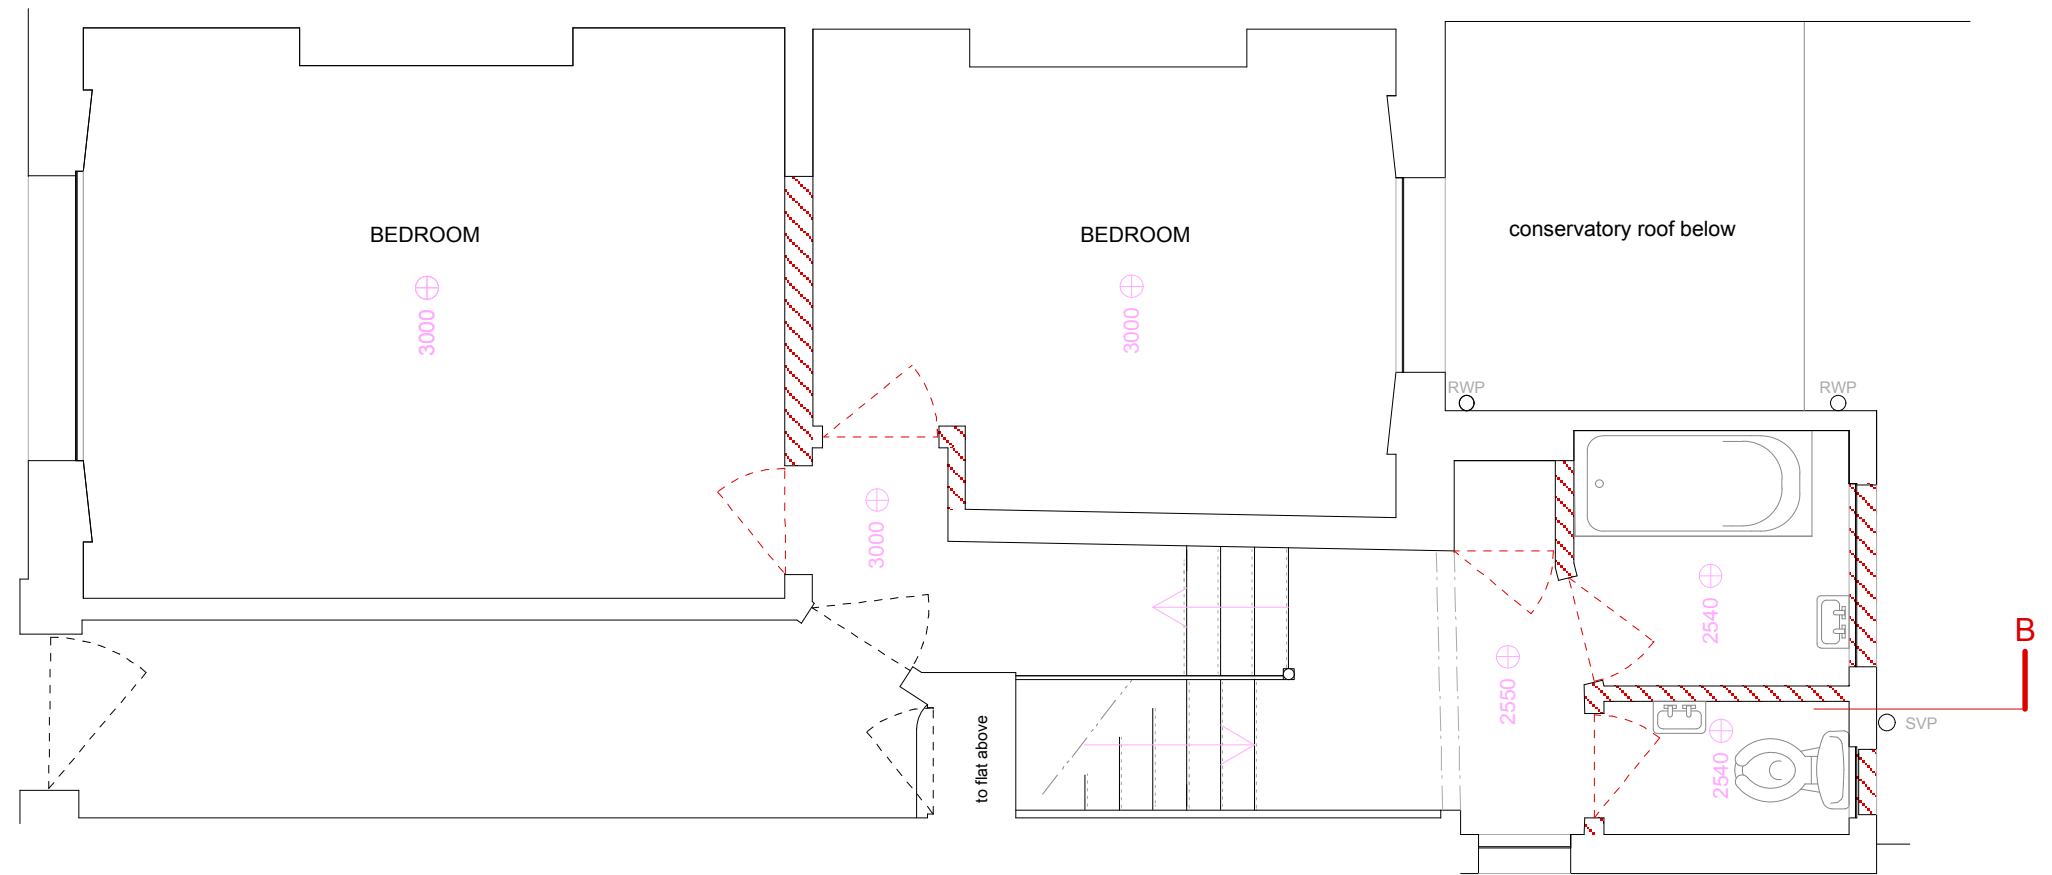 BEDROOM
3000
BEDROOM
3000
conservatory roof below
RWP
RWP
3000
2540
B
2550
SVP
2540
to flat above